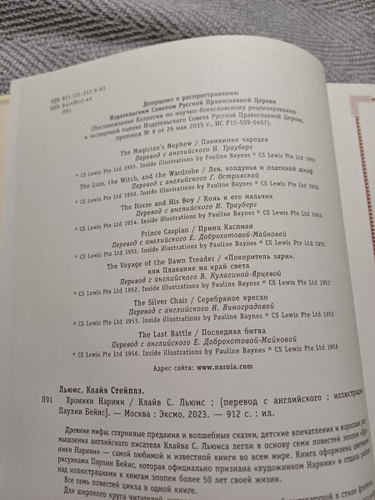 УДК 821.111-312.9-93
ББК 84(4Вел)-44
Л91
Допущено к распространению
Издательским Советом Русской Православной Церкви
(Постановление Коллегии по научно-богословскому рецензированию
и экспертной оценке Издательского Совета Русской Православной Церкви,
протокол № 9 от 26 мая 2015 г., ИС Р15-509-0457).
The Magician's Nephew / Племянник чародея
Перевод с английского Н. Трауберг
© CS Lewis Pte Ltd 1955. Inside illustrations by Pauline Baynes © CS Lewis Pte Ltd 1955
The Lion, the Witch, and the Wardrobe / Лев, колдунья и платяной шкаф
Перевод с английского Г. Островской
© CS Lewis Pte Ltd 1950. Inside illustrations by Pauline Baynes © CS Lewis Pte Ltd 1950
The Horse and His Boy / Конь и его мальчик
Перевод с английского Н. Трауберг
© CS Lewis Pte Ltd 1954. Inside illustrations by Pauline Baynes © CS Lewis Pte Ltd 1954
Prince Caspian / Принц Каспиан
Перевод с английского Е. Доброхотовой-Майковой
© CS Lewis Pte Ltd 1951. Inside illustrations by Pauline Baynes © CS Lewis Pte Ltd 1951
The Voyage of the Dawn Treader / «Покоритель зари»,
или Плавание на край света
Перевод с английского В. Кулагиной-Ярцевой
© CS Lewis Pte Ltd 1952. Inside illustrations by Pauline Baynes © CS Lewis Pte Ltd 1952
The Silver Chair / Серебряное кресло
Перевод с английского Н. Виноградовой
© CS Lewis Pte Ltd 1953. Inside illustrations by Pauline Baynes © CS Lewis Pte Ltd 1953
The Last Battle / Последняя битва
Перевод с английского Е. Доброхотовой-Майковой
© CS Lewis Pte Ltd 1956. Inside illustrations by Pauline Baynes © CS Lewis Pte Ltd 1956
Адрес сайта: www.narnia.com
Льюис, Клайв Стейплз.
Л91 Хроники Нарнии / Клайв С. Льюис ; [перевод с английского ; иллюстрации
Паулин Бейнс]. — Москва : Эксмо, 2023. — 912 с. : ил.
Древние мифы, старинные предания и волшебные сказки, детские впечатления и взрослые
мышления английского писателя Клайва С. Льюиса легли в основу семи повестей эпопеи
ники Нарнии» — самой любимой и известной книги во всем мире. Книга оформлена
рисунками Паулин Бейнс, которая официально признана «художником Нарнии» и отдала работе
над иллюстрациями к книгам эпопеи более 50 лет своей жизни.
Все семь повестей цикла в одной книге.
Для широкого круга читателей